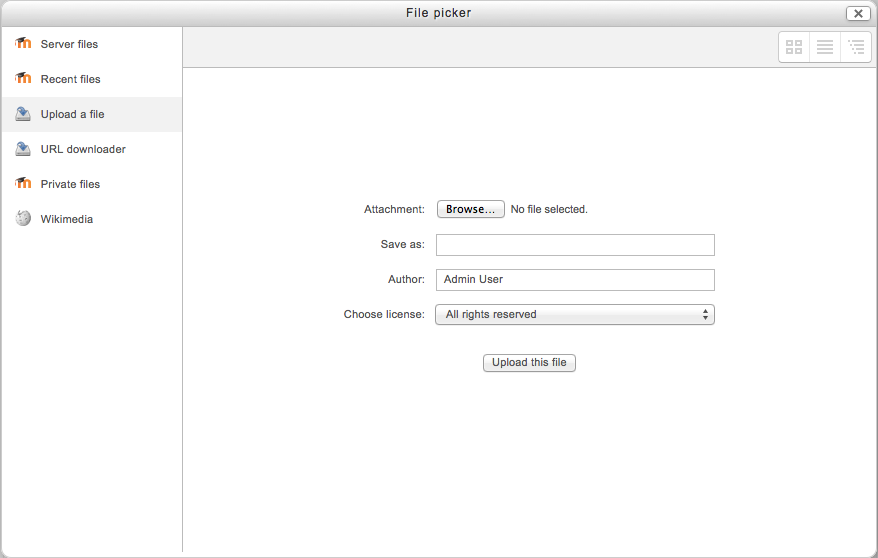 File picker
Server files
Recent files
Upload a file
URL downloader
Private files
Wikimedia
Attachment: Browse... No file selected.
Save as:
Author: Admin User
Choose license: All rights reserved
Upload this file